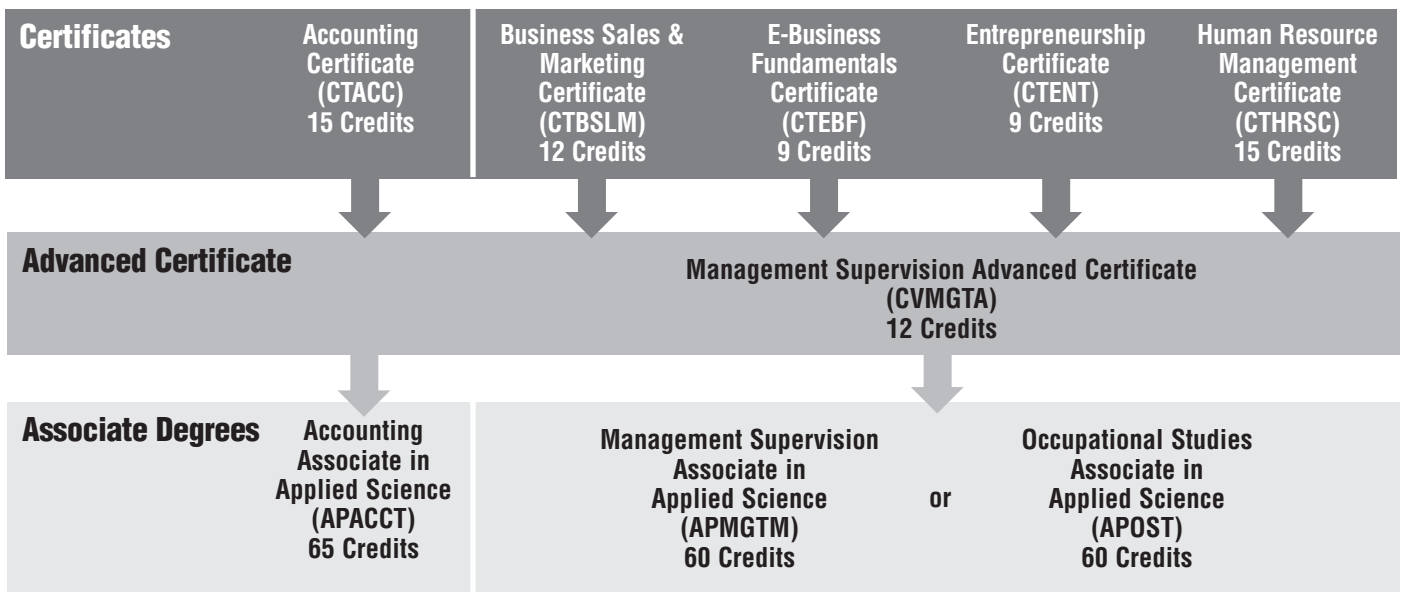 Certificates
Accounting
Certificate
(CTACC)
15 Credits
Business Sales &
Marketing
Certificate
(CTBSLM)
12 Credits
E-Business
Fundamentals
Certificate
(CTEBF)
9 Credits
Entrepreneurship
Certificate
(CTENT)
9 Credits
Human Resource
Management
Certificate
(CTHRSC)
15 Credits
Advanced Certificate
Management Supervision Advanced Certificate
(CVMGTA)
12 Credits
Associate Degrees
Accounting
Associate in
Applied Science
(APACCT)
65 Credits
Management Supervision
Associate in
Applied Science
(APMGTM)
60 Credits
or
Occupational Studies
Associate in
Applied Science
(APOST)
60 Credits